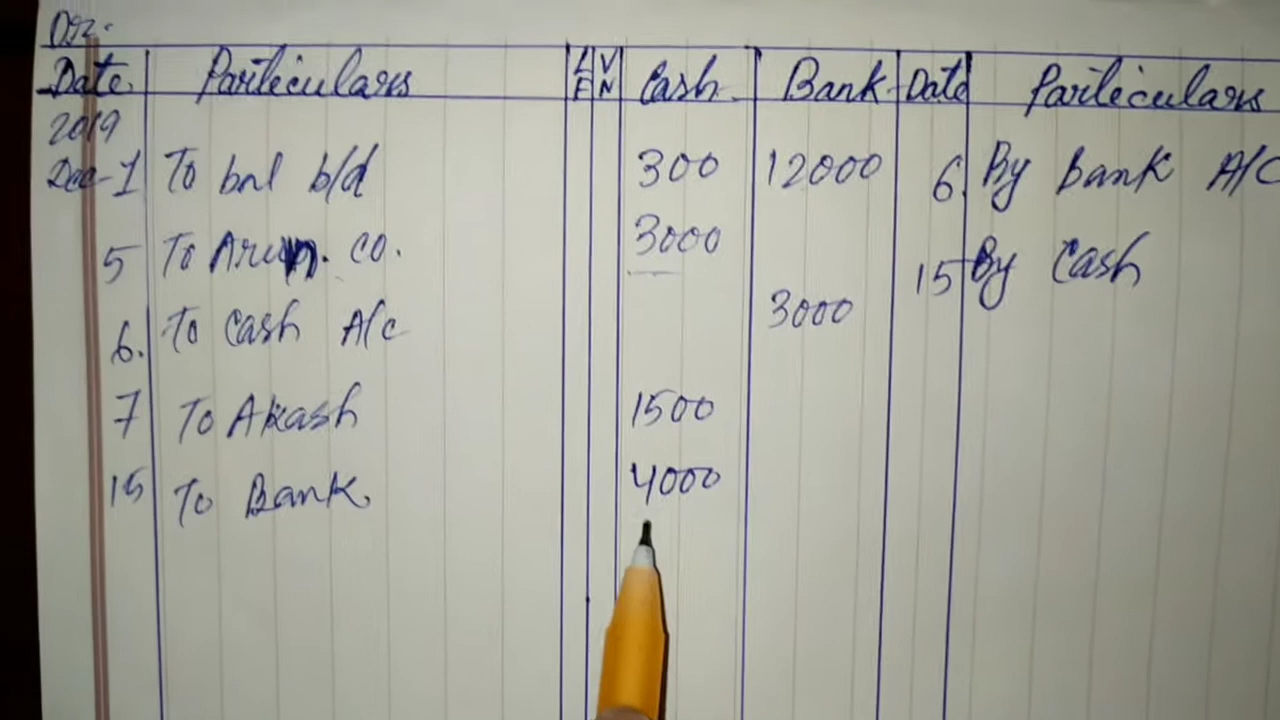 Dr.
Date Particulars L F V N Cash Bank Date Particulars
2019
Dec-1 To bal b/d 300 12000 6. By bank A/C
5 To Arun. co. 3000 15 By Cash
6. To Cash A/c 3000
7 To Akash 1500
15 To Bank. 4000